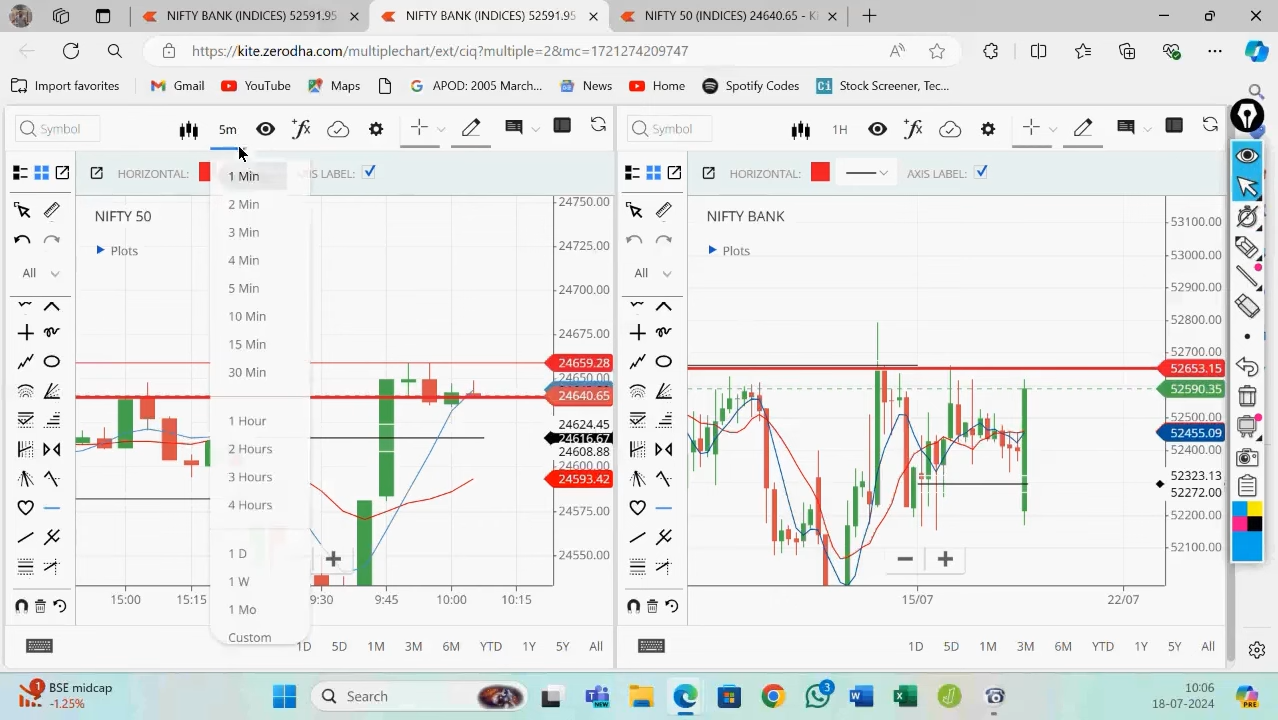 NIFTY BANK (INDICES) 52591.95
NIFTY BANK (INDICES) 52591.95
NIFTY 50 (INDICES) 24640.65 - KI
https://kite.zerodha.com/multiplechart/ext/ciq?multiple=2&mc=1721274209747
Import favorites
Gmail
YouTube
Maps
APOD: 2005 March...
News
Home
Spotify Codes
Stock Screener, Tec...
Symbol
5m
Symbol
1H
HORIZONTAL:
IS LABEL:
HORIZONTAL:
AXIS LABEL:
NIFTY 50
Plots
All
1 Min
2 Min
3 Min
4 Min
5 Min
10 Min
15 Min
30 Min
1 Hour
2 Hours
3 Hours
4 Hours
1 D
1 W
1 Mo
Custom
24750.00
24725.00
24700.00
24675.00
24659.28
24650.00
24640.65
24624.45
24616.67
24608.88
24600.00
24593.42
24575.00
24550.00
15:00
15:15
9:30
9:45
10:00
10:15
1D
5D
1M
3M
6M
YTD
1Y
5Y
All
NIFTY BANK
Plots
All
53100.00
53000.00
52900.00
52800.00
52700.00
52653.15
52590.35
52500.00
52455.09
52400.00
52323.13
52272.00
52200.00
52100.00
15/07
22/07
1D
5D
1M
3M
6M
YTD
1Y
5Y
All
1
BSE midcap
-1.25%
Search
NEW
3
10:06
18-07-2024
PRE